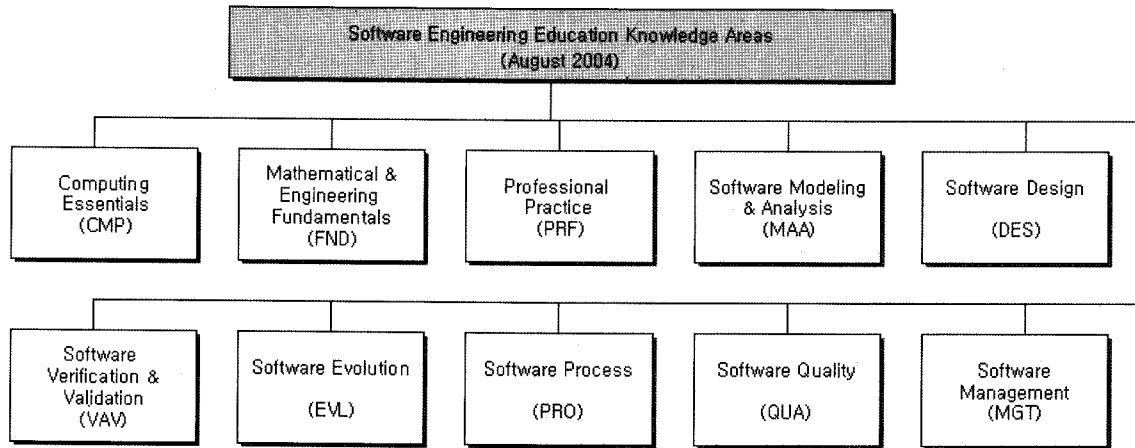 Software Engineering Education Knowledge Areas
(August 2004)
Computing
Essentials
(CMP)
Mathematical &
Engineering
Fundamentals
(FND)
Professional
Practice
(PRF)
Software Modeling
& Analysis
(MAA)
Software Design
(DES)
Software
Verification &
Validation
(VAV)
Software Evolution
(EVL)
Software Process
(PRO)
Software Quality
(QUA)
Software
Management
(MGT)